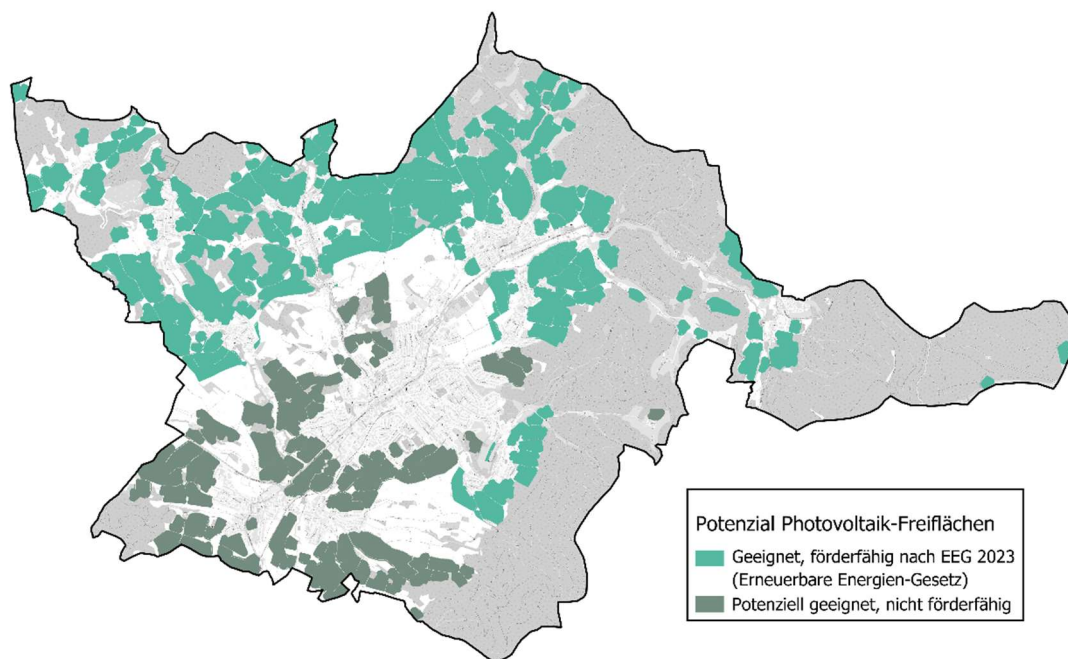 Potenzial Photovoltaik-Freiflächen
Geeignet, förderfähig nach EEG 2023
(Erneuerbare Energien-Gesetz)
Potenziell geeignet, nicht förderfähig